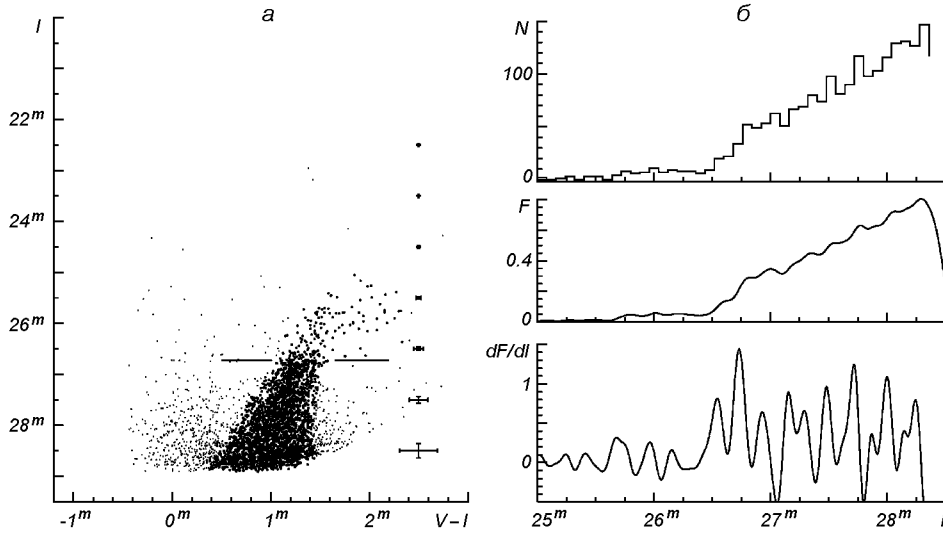 а
б
I
22ᵐ
24ᵐ
26ᵐ
28ᵐ
-1ᵐ 0ᵐ 1ᵐ 2ᵐ V-I
N
100
0
F
0.4
0
dF/dI
1
0
25ᵐ 26ᵐ 27ᵐ 28ᵐ